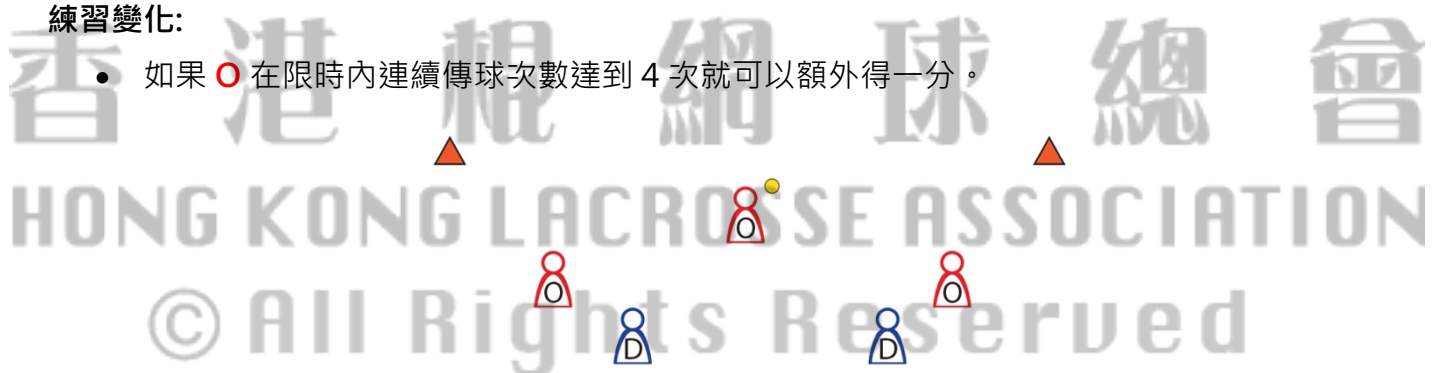 練習變化:
• 如果 O 在限時內連續傳球次數達到 4 次就可以額外得一分。
香港棍網球總會
HONG KONG LACROSSE ASSOCIATION
O
O O
© All Rights Reserved
D D